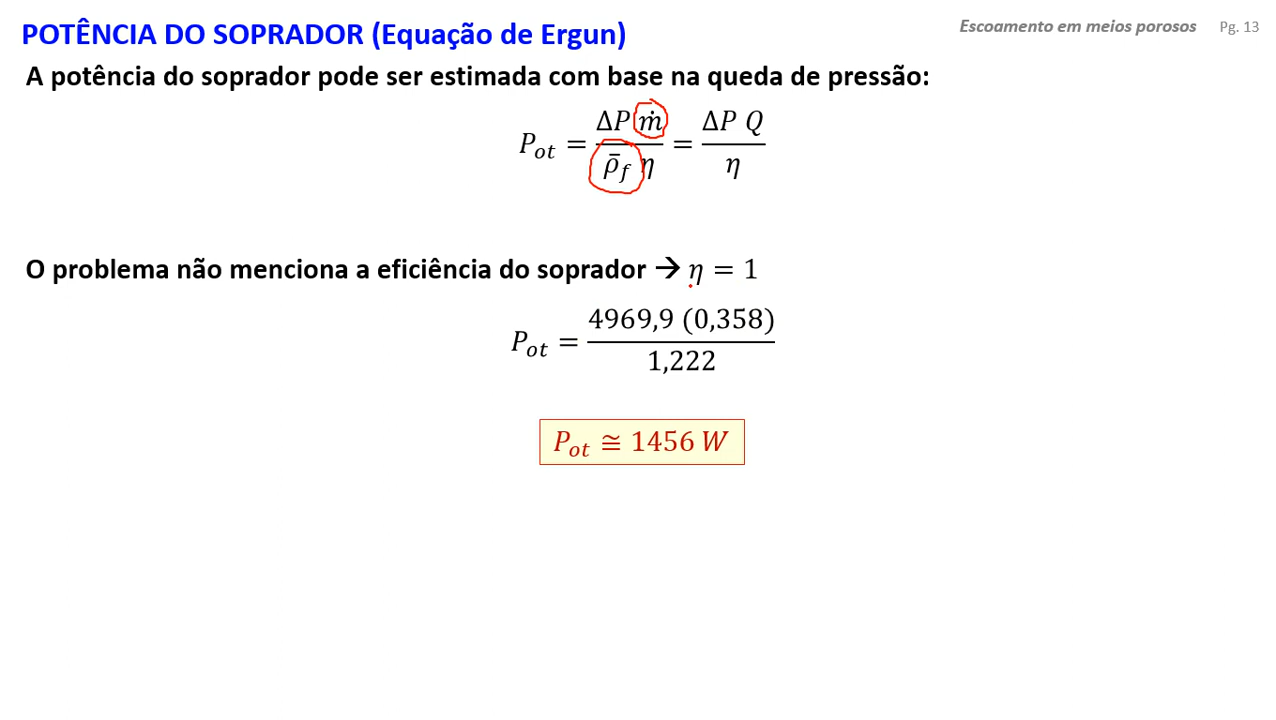 POTÊNCIA DO SOPRADOR (Equação de Ergun)
Escoamento em meios porosos Pg. 13
A potência do soprador pode ser estimada com base na queda de pressão:
P_ot = (ΔP ṁ)/(ρ̄_f η) = (ΔP Q)/η
O problema não menciona a eficiência do soprador → η = 1
P_ot = 4969,9 (0,358)/1,222
P_ot ≅ 1456 W